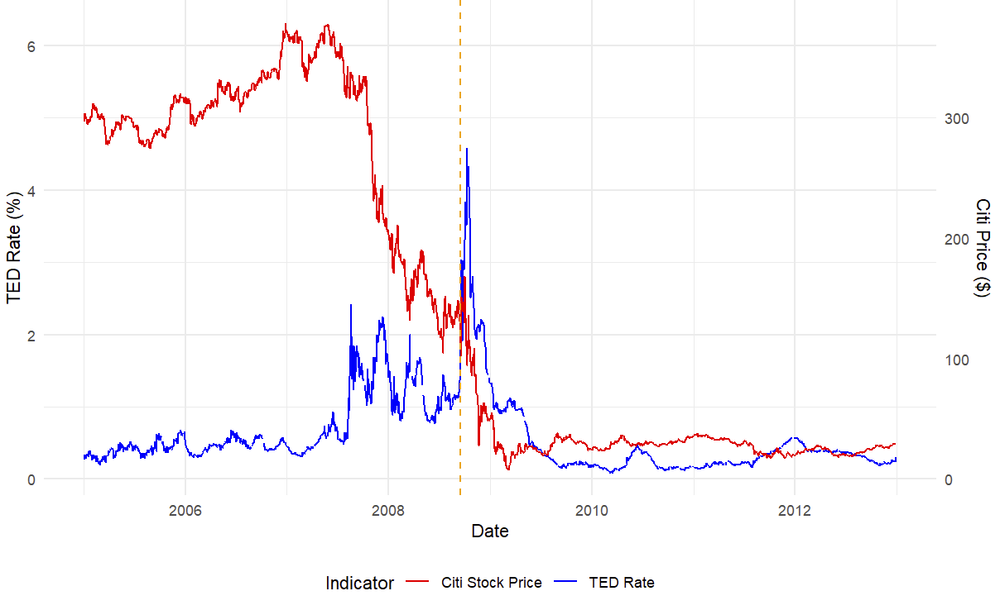 6
4
2
0
TED Rate (%)
300
200
100
0
Citi Price ($)
2006 2008 2010 2012
Date
Indicator Citi Stock Price TED Rate